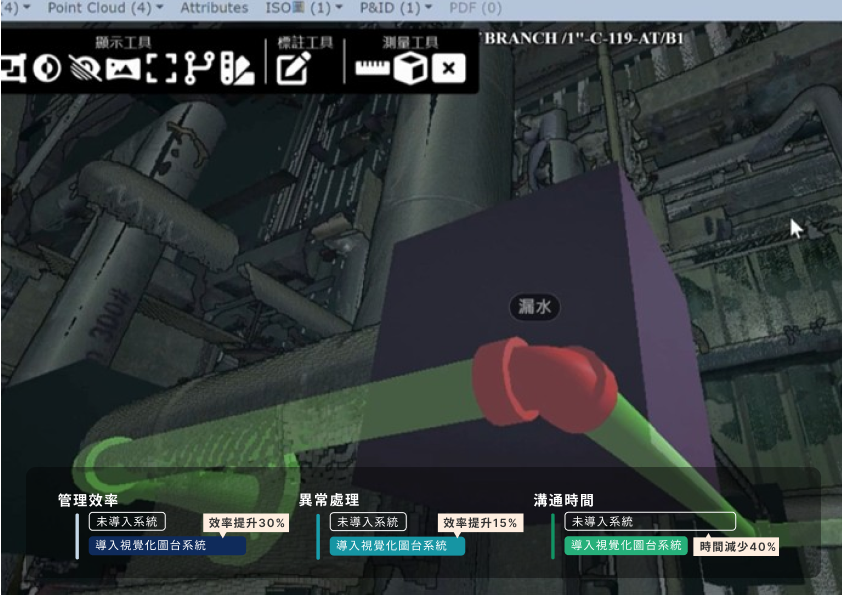 (4) Point Cloud (4) Attributes ISO圖 (1) P&ID (1) PDF (0)
顯示工具 標註工具 測量工具
BRANCH /1"-C-119-AT/B1
300#
漏水
管理效率 異常處理 溝通時間
未導入系統 效率提升30% 未導入系統 效率提升15% 未導入系統
導入視覺化圖台系統 導入視覺化圖台系統 導入視覺化圖台系統 時間減少40%